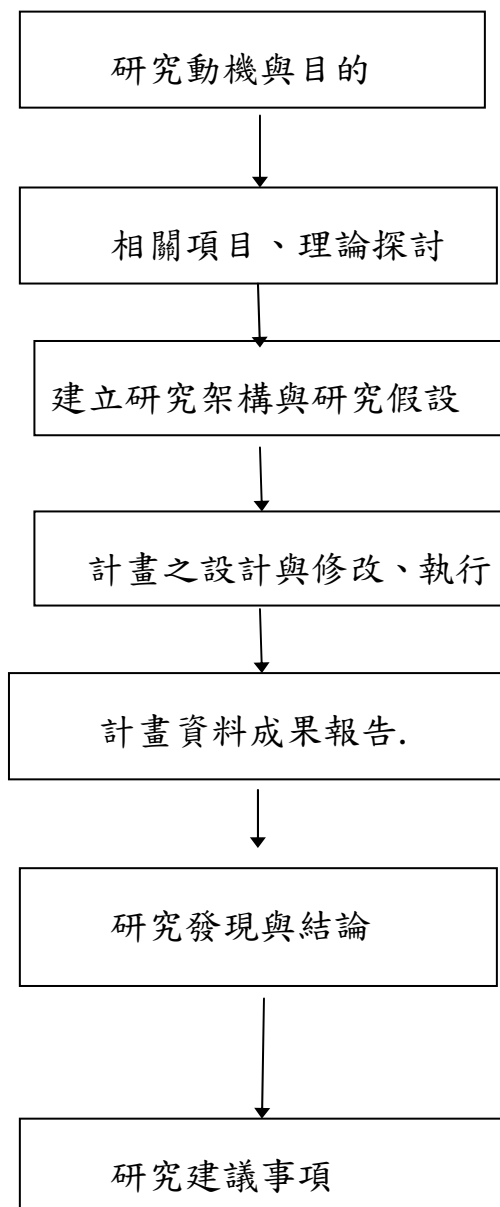 研究動機與目的
相關項目、理論探討
建立研究架構與研究假設
計畫之設計與修改、執行
計畫資料成果報告.
研究發現與結論
研究建議事項